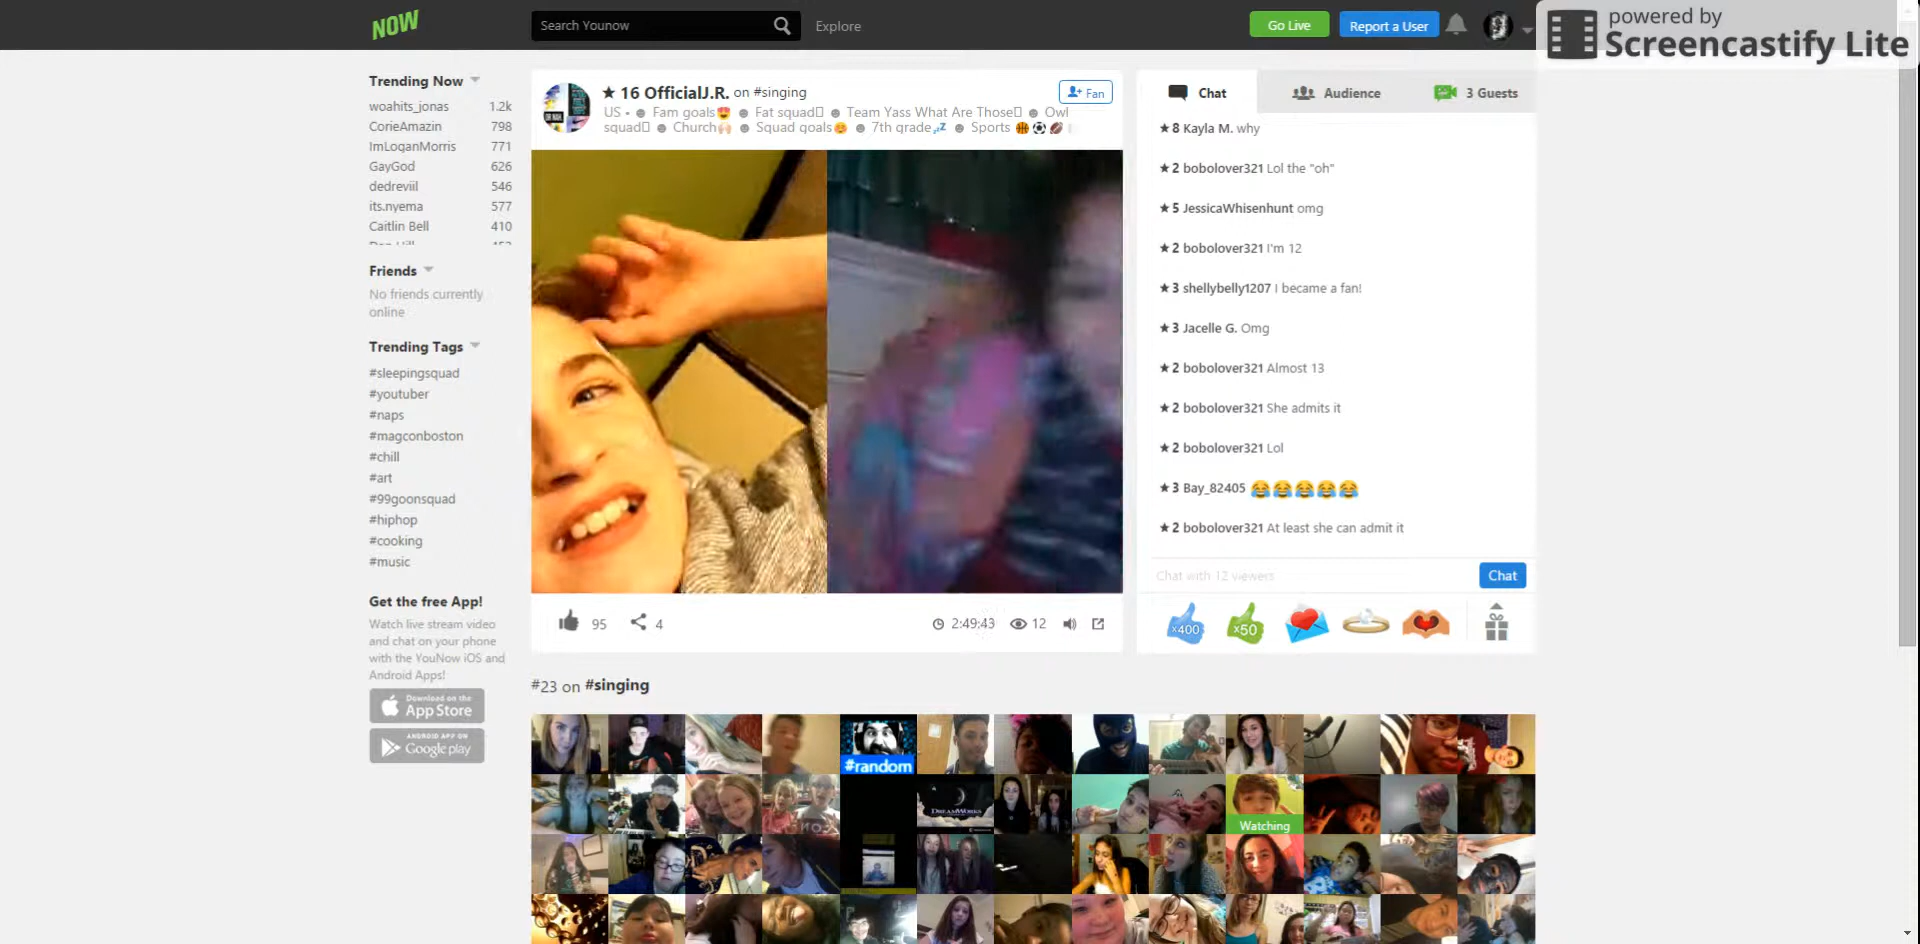 NOW
Search Younow
Explore
Go Live
Report a User
powered by
Screencastify Lite
Trending Now
woahits_jonas 1.2k
CorieAmazin 798
ImLoganMorris 771
GayGod 626
dedreviil 546
its.nyema 577
Caitlin Bell 410
Friends
No friends currently
online
Trending Tags
#sleepingsquad
#youtuber
#naps
#magconboston
#chill
#art
#99goonsquad
#hiphop
#cooking
#music
Get the free App!
Watch live stream video
and chat on your phone
with the YouNow iOS and
Android Apps!
Download on the
App Store
ANDROID APP ON
Google play
★ 16 OfficialJ.R. on #singing
Fan
US • ☻ Fam goals😍 ☻ Fat squad ☻ Team Yass What Are Those ☻ Owl
squad ☻ Church🙌 ☻ Squad goals☺ ☻ 7th grade💤 ☻ Sports 🏀⚽🏈
95
4
2:49:43
12
Chat
Audience
3 Guests
★8 Kayla M. why
★2 bobolover321 Lol the "oh"
★5 JessicaWhisenhunt omg
★2 bobolover321 I'm 12
★3 shellybelly1207 I became a fan!
★3 Jacelle G. Omg
★2 bobolover321 Almost 13
★2 bobolover321 She admits it
★2 bobolover321 Lol
★3 Bay_82405 😂😂😂😂😂
★2 bobolover321 At least she can admit it
Chat with 12 viewers
Chat
x400
x50
#23 on #singing
#random
DREAMWORKS
Watching